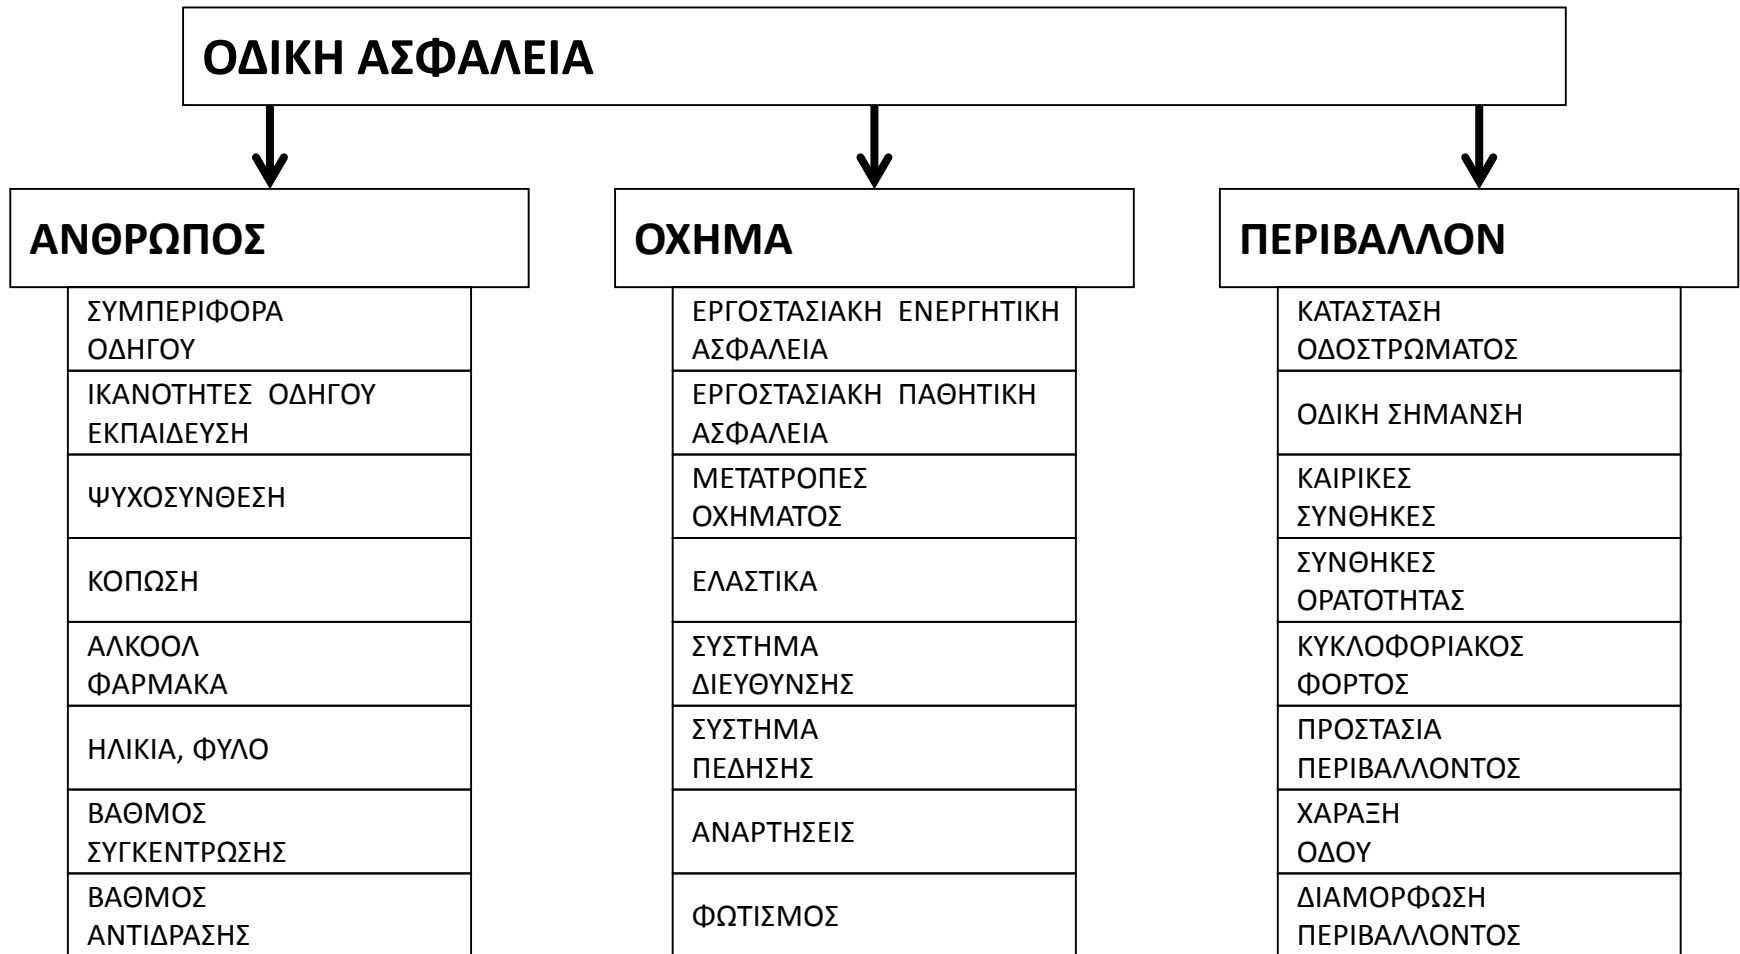 ΟΔΙΚΗ ΑΣΦΑΛΕΙΑ
ΑΝΘΡΩΠΟΣ
ΣΥΜΠΕΡΙΦΟΡΑ
ΟΔΗΓΟΥ
ΙΚΑΝΟΤΗΤΕΣ ΟΔΗΓΟΥ
ΕΚΠΑΙΔΕΥΣΗ
ΨΥΧΟΣΥΝΘΕΣΗ
ΚΟΠΩΣΗ
ΑΛΚΟΟΛ
ΦΑΡΜΑΚΑ
ΗΛΙΚΙΑ, ΦΥΛΟ
ΒΑΘΜΟΣ
ΣΥΓΚΕΝΤΡΩΣΗΣ
ΒΑΘΜΟΣ
ΑΝΤΙΔΡΑΣΗΣ
ΟΧΗΜΑ
ΕΡΓΟΣΤΑΣΙΑΚΗ ΕΝΕΡΓΗΤΙΚΗ
ΑΣΦΑΛΕΙΑ
ΕΡΓΟΣΤΑΣΙΑΚΗ ΠΑΘΗΤΙΚΗ
ΑΣΦΑΛΕΙΑ
ΜΕΤΑΤΡΟΠΕΣ
ΟΧΗΜΑΤΟΣ
ΕΛΑΣΤΙΚΑ
ΣΥΣΤΗΜΑ
ΔΙΕΥΘΥΝΣΗΣ
ΣΥΣΤΗΜΑ
ΠΕΔΗΣΗΣ
ΑΝΑΡΤΗΣΕΙΣ
ΦΩΤΙΣΜΟΣ
ΠΕΡΙΒΑΛΛΟΝ
ΚΑΤΑΣΤΑΣΗ
ΟΔΟΣΤΡΩΜΑΤΟΣ
ΟΔΙΚΗ ΣΗΜΑΝΣΗ
ΚΑΙΡΙΚΕΣ
ΣΥΝΘΗΚΕΣ
ΣΥΝΘΗΚΕΣ
ΟΡΑΤΟΤΗΤΑΣ
ΚΥΚΛΟΦΟΡΙΑΚΟΣ
ΦΟΡΤΟΣ
ΠΡΟΣΤΑΣΙΑ
ΠΕΡΙΒΑΛΛΟΝΤΟΣ
ΧΑΡΑΞΗ
ΟΔΟΥ
ΔΙΑΜΟΡΦΩΣΗ
ΠΕΡΙΒΑΛΛΟΝΤΟΣ